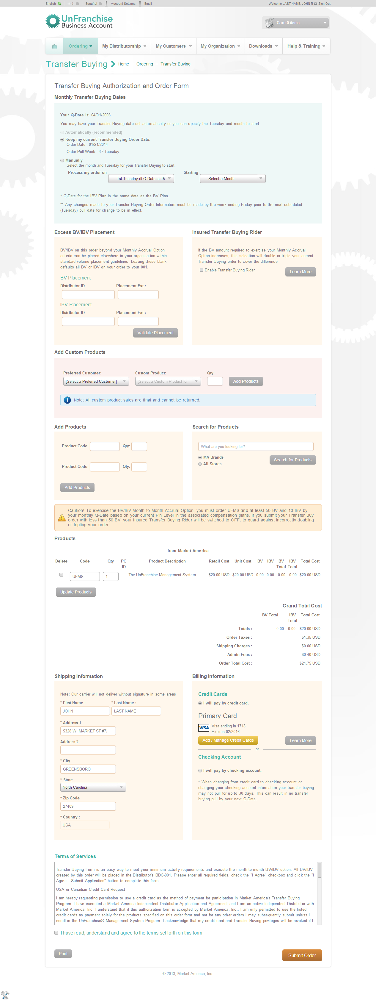 English 中文 Español Account Settings Email Welcome LAST NAME, JOHN R Sign Out
UnFranchise
Business Account
Cart: 0 items
Ordering My Distributorship My Customers My Organization Downloads Help & Training
Transfer Buying Home » Ordering » Transfer Buying
Transfer Buying Authorization and Order Form
Monthly Transfer Buying Dates
Your Q-Date is: 04/01/2006.
You may have your Transfer Buying date set automatically or you can specify the Tuesday and month to start.
Automatically (recommended)
Keep my current Transfer Buying Order Date.
Order Date : 01/21/2014
Order Pull Week : 3rd Tuesday
Manually
Select the month and Tuesday for your Transfer Buying to start.
Process my order on 1st Tuesday (If Q-Date is 15 Starting Select a Month
* Q-Date for the IBV Plan is the same date as the BV Plan.
** Any changes made to your Transfer Buying Order Information must be made by the week ending Friday prior to the next scheduled
(Tuesday) pull date for change to be in effect.
Excess BV/IBV Placement
BV/IBV on this order beyond your Monthly Accrual Option
criteria can be placed elsewhere in your organization within
standard volume placement guidelines. Leaving these blank
defaults all BV or IBV on your order to your 001.
BV Placement
Distributor ID Placement Ext :
IBV Placement
Distributor ID Placement Ext :
Validate Placement
Insured Transfer Buying Rider
If the BV amount required to exercise your Monthly Accrual
Option increases, this selection will double or triple your current
Transfer Buying order to cover the difference
Enable Transfer Buying Rider Learn More
Add Custom Products
Preferred Customer: Custom Product: Qty:
[Select a Preferred Customer] [Select a Custom Product for Add Products
Note: All custom product sales are final and cannot be returned.
Add Products
Product Code: Qty:
Product Code: Qty:
Add Products
Search for Products
What are you looking for?
MA Brands
All Stores
Search for Products
Caution! To exercise the BV/IBV Month to Month Accrual Option, you must order UFMS and at least 50 BV and 10 IBV by
your monthly Q-Date based on your current Pin Level in the associated compensation plans. If you submit your Transfer Buy
order with less than 50 BV, your Insured Transfer Buying Rider will be switched to OFF, to guard against incorrectly doubling
or tripling your order.
Products
from Market America
Delete Code Qty PC ID Product Description Retail Cost Unit Cost BV IBV BV Total IBV Total Total Cost
UFMS 1 The UnFranchise Management System $20.00 USD $20.00 USD 0.00 0.00 0.00 0.00 $20.00 USD
Update Products
Grand Total Cost
BV Total IBV Total Total Cost
Totals : 0.00 0.00 $20.00 USD
Order Taxes : $1.35 USD
Shipping Charges : $0.00 USD
Admin Fees : $0.40 USD
Order Total Cost : $21.75 USD
Shipping Information
Note: Our carrier will not deliver without signature in some areas
* First Name : * Last Name :
JOHN LAST NAME
* Address 1
5328 W. MARKET ST #72
Address 2
* City
GREENSBORO
* State
North Carolina
* Zip Code
27409
* Country :
USA
Billing Information
Credit Cards
I will pay by credit card.
Primary Card
VISA Visa ending in 1718
Expires 02/2016
Add / Manage Credit Cards Learn More
or
Checking Account
I will pay by checking account.
* When changing from credit card to checking account or
changing your checking account information your transfer buying
may not pull for up to 30 days. This can result in no transfer
buying pull by your next Q-Date.
Terms of Services
Transfer Buying Form is an easy way to meet your minimum activity requirements and execute the month-to-month BV/IBV option. All BV/IBV
created by this order will be placed in the Distributor's BDC-001. Please enter all required fields, check the "I Agree" checkbox and click the "I
Agree - Submit Application" button to complete this form.
USA or Canadian Credit Card Request
I am hereby requesting permission to use a credit card as the method of payment for participation in Market America's Transfer Buying
Program. I have executed a Market America Independent Distributor Application and Agreement and I am an active Independent Distributor with
Market America, Inc. I understand that if this authorization form is accepted by Market America, Inc., I am only permitted to use the listed
credit cards as payment solely for the products specified on this order form and not for any other orders I may subsequently submit unless I
enroll in the UnFranchise® Management System Program. I acknowledge that my credit card and Transfer Buying privileges will be revoked if I
I have read, understand and agree to the terms set forth on this form
Print Submit Order
© 2013, Market America, Inc.